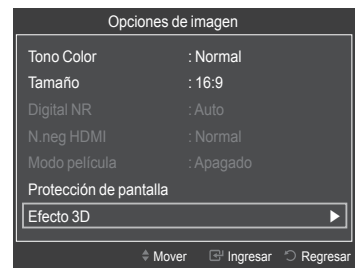 Opciones de imagen
Tono Color : Normal
Tamaño : 16:9
Digital NR : Auto
N.neg HDMI : Normal
Modo película : Apagado
Protección de pantalla
Efecto 3D
Mover Ingresar Regresar